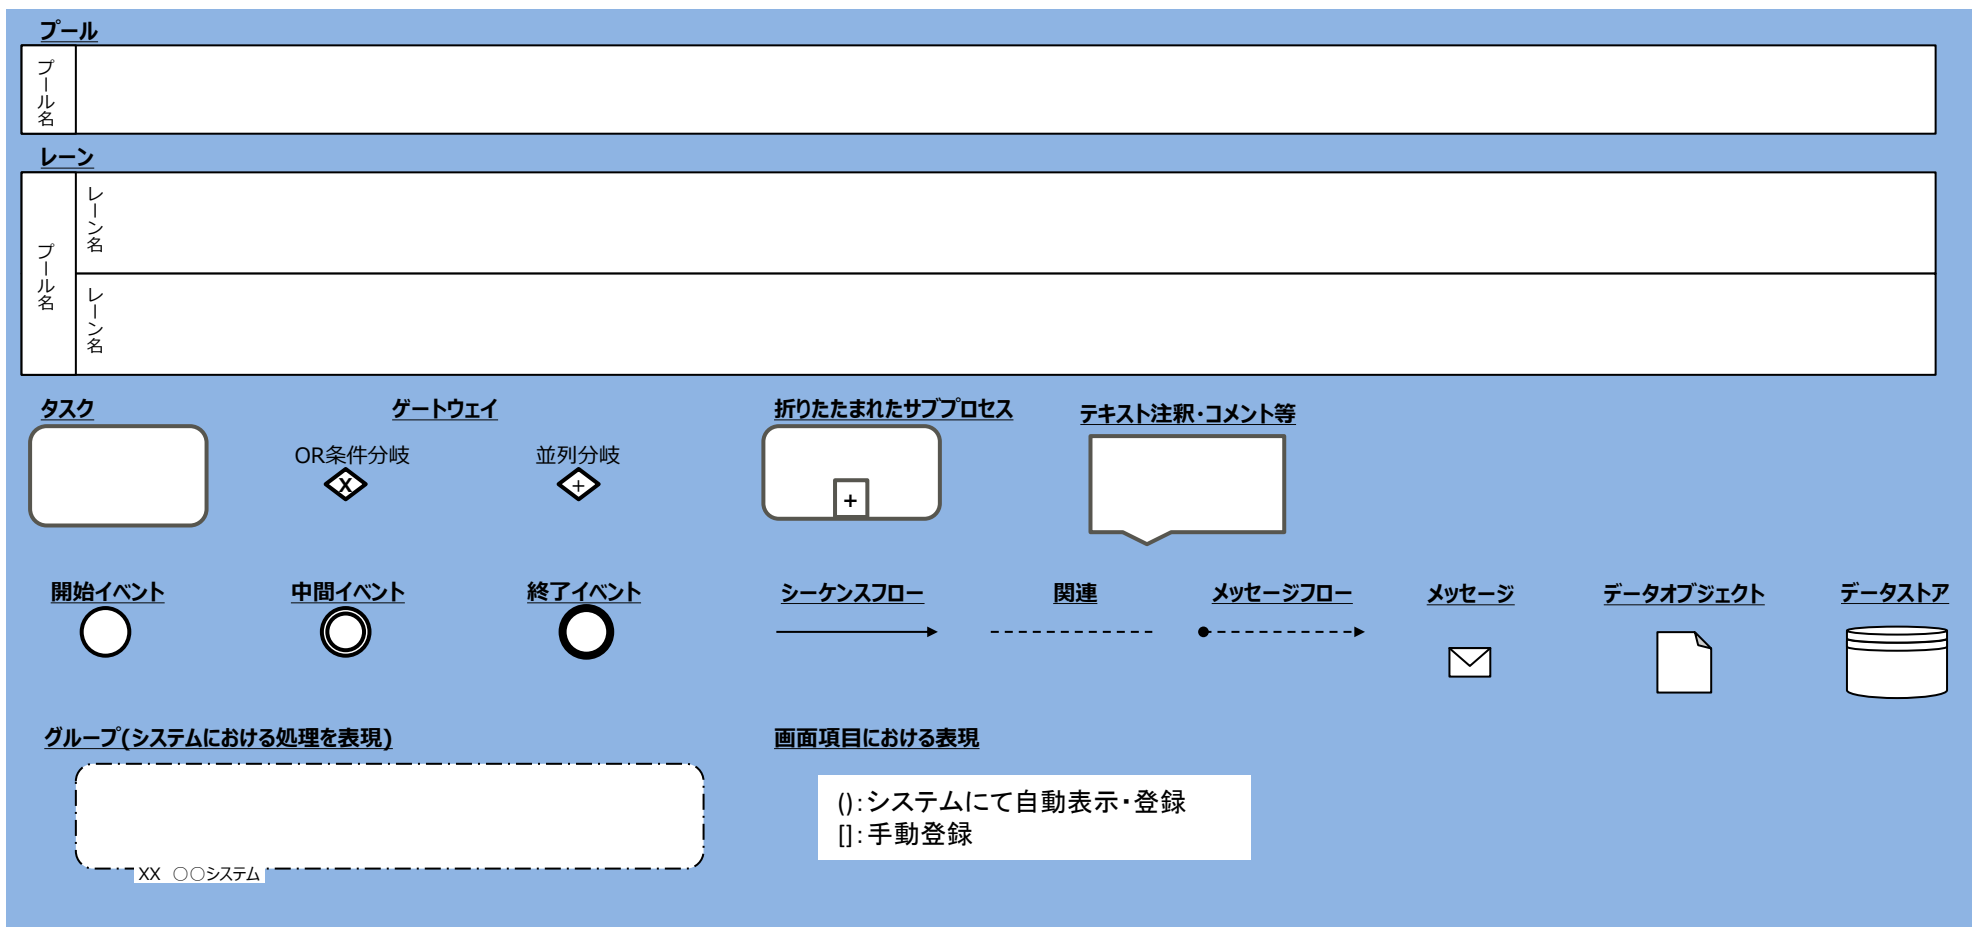 プール
プール名
レーン
プール名
レーン名
レーン名
タスク
ゲートウェイ
折りたたまれたサブプロセス
テキスト注釈・コメント等
OR条件分岐
並列分岐
X
+
+
開始イベント
中間イベント
終了イベント
シーケンスフロー
関連
メッセージフロー
メッセージ
データオブジェクト
データストア
グループ(システムにおける処理を表現)
画面項目における表現
():システムにて自動表示・登録
[]:手動登録
XX　○○システム